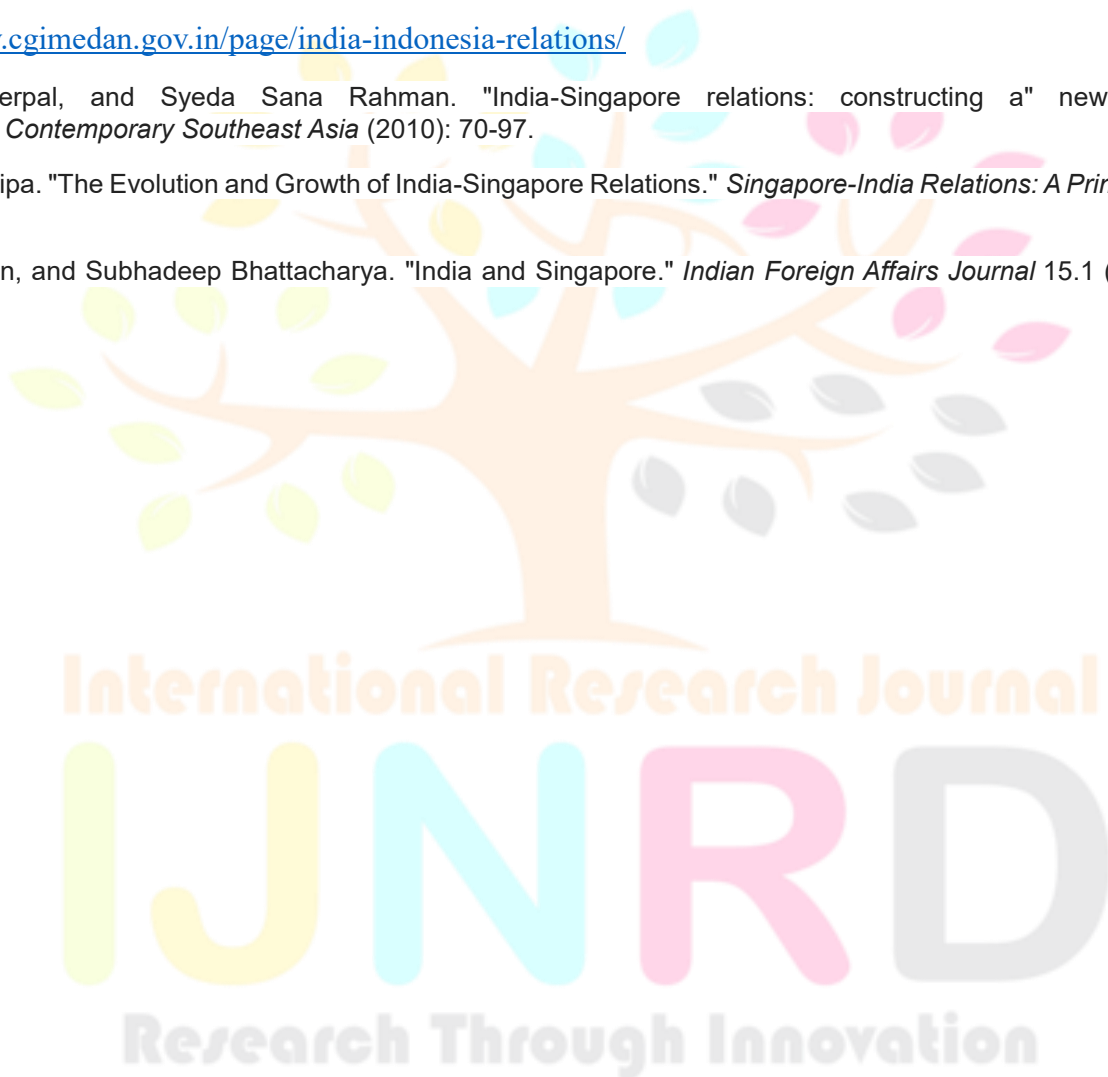 .cgimedan.gov.in/page/india-indonesia-relations/
erpal, and Syeda Sana Rahman. "India-Singapore relations: constructing a" new
Contemporary Southeast Asia (2010): 70-97.
ipa. "The Evolution and Growth of India-Singapore Relations." Singapore-India Relations: A Prin
n, and Subhadeep Bhattacharya. "India and Singapore." Indian Foreign Affairs Journal 15.1 (
International Research Journal
IJNRD
Research Through Innovation